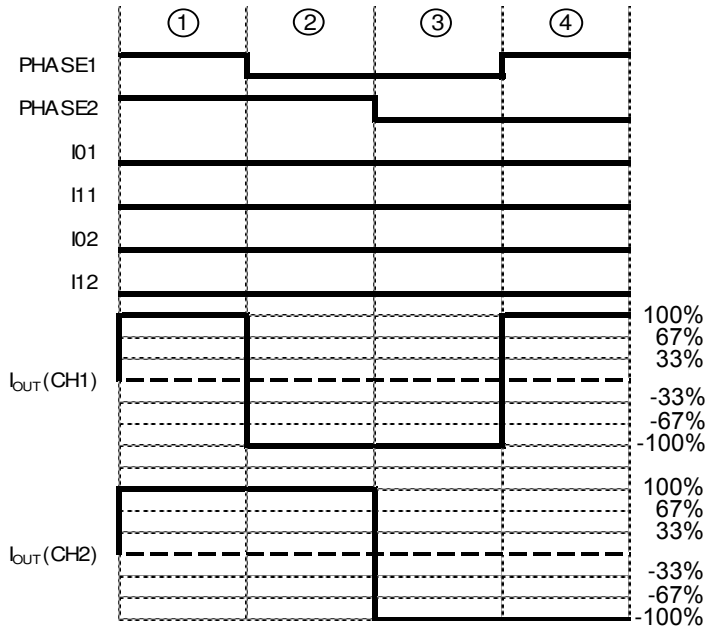 ① ② ③ ④
PHASE1
PHASE2
I01
I11
I02
I12
100%
67%
33%
IOUT(CH1)
-33%
-67%
-100%
100%
67%
33%
IOUT(CH2)
-33%
-67%
-100%